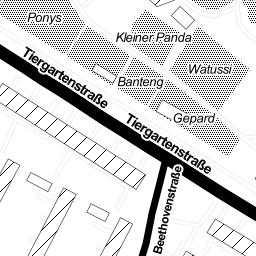 Ponys
Kleiner Panda
Watussi
Tiergartenstraße
Banteng
Gepard
Tiergartenstraße
Beethovenstraße